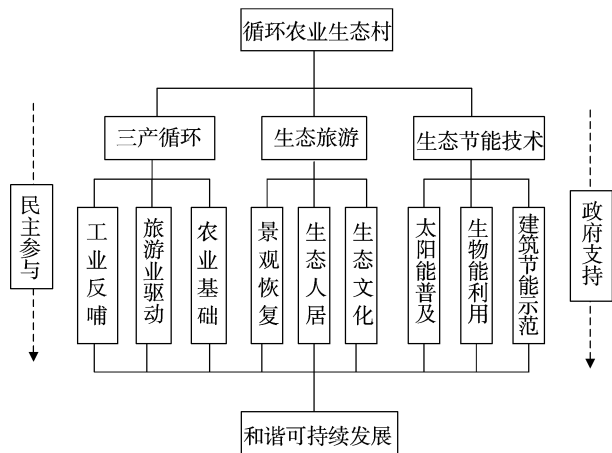 循环农业生态村
三产循环
生态旅游
生态节能技术
民主参与
工业反哺
旅游业驱动
农业基础
景观恢复
生态人居
生态文化
太阳能普及
生物能利用
建筑节能示范
政府支持
和谐可持续发展